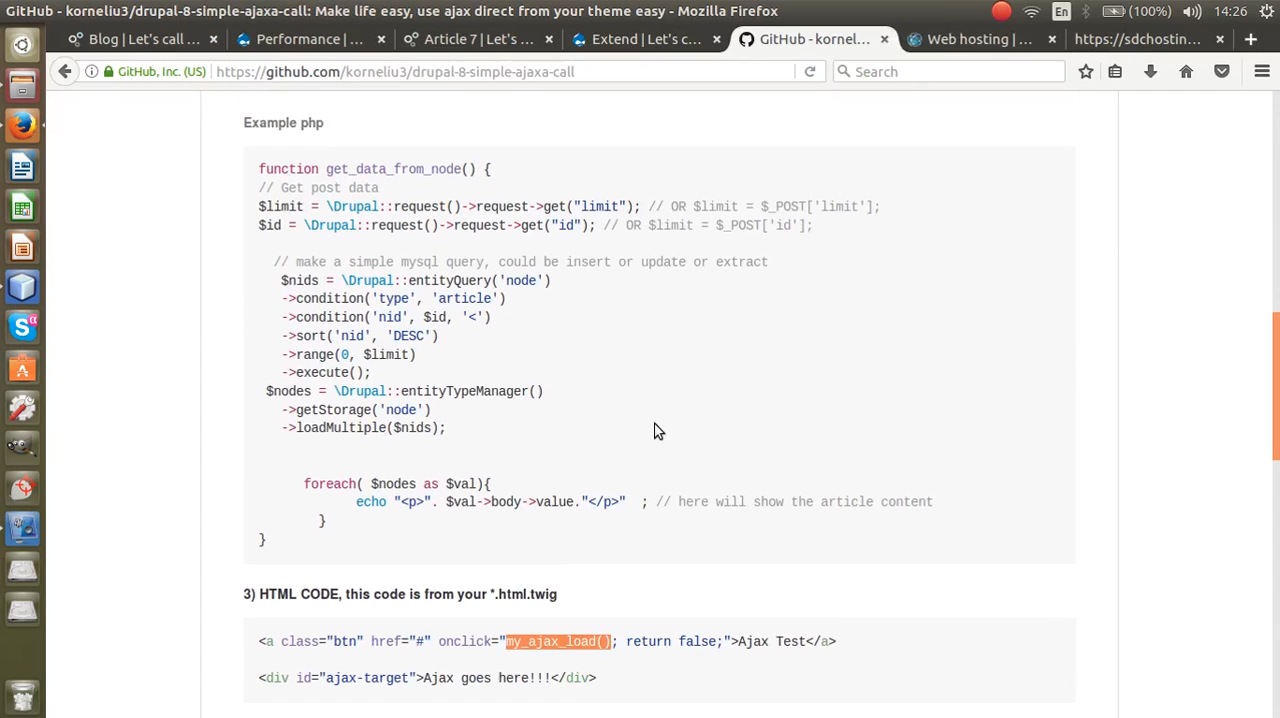 GitHub - korneliu3/drupal-8-simple-ajaxa-call: Make life easy, use ajax direct from your theme easy - Mozilla Firefox
En (100%) 14:26
Blog | Let's call ... × Performance | ... × Article 7 | Let's ... × Extend | Let's c... × GitHub - kornel... × Web hosting | ... × https://sdchostin... ×
GitHub, Inc. (US) https://github.com/korneliu3/drupal-8-simple-ajaxa-call Search
Example php
function get_data_from_node() {
// Get post data
$limit = \Drupal::request()->request->get("limit"); // OR $limit = $_POST['limit'];
$id = \Drupal::request()->request->get("id"); // OR $limit = $_POST['id'];
// make a simple mysql query, could be insert or update or extract
$nids = \Drupal::entityQuery('node')
->condition('type', 'article')
->condition('nid', $id, '<')
->sort('nid', 'DESC')
->range(0, $limit)
->execute();
$nodes = \Drupal::entityTypeManager()
->getStorage('node')
->loadMultiple($nids);
foreach( $nodes as $val){
echo "<p>". $val->body->value."</p>" ; // here will show the article content
}
}
3) HTML CODE, this code is from your *.html.twig
<a class="btn" href="#" onclick="my_ajax_load(); return false;">Ajax Test</a>
<div id="ajax-target">Ajax goes here!!!</div>